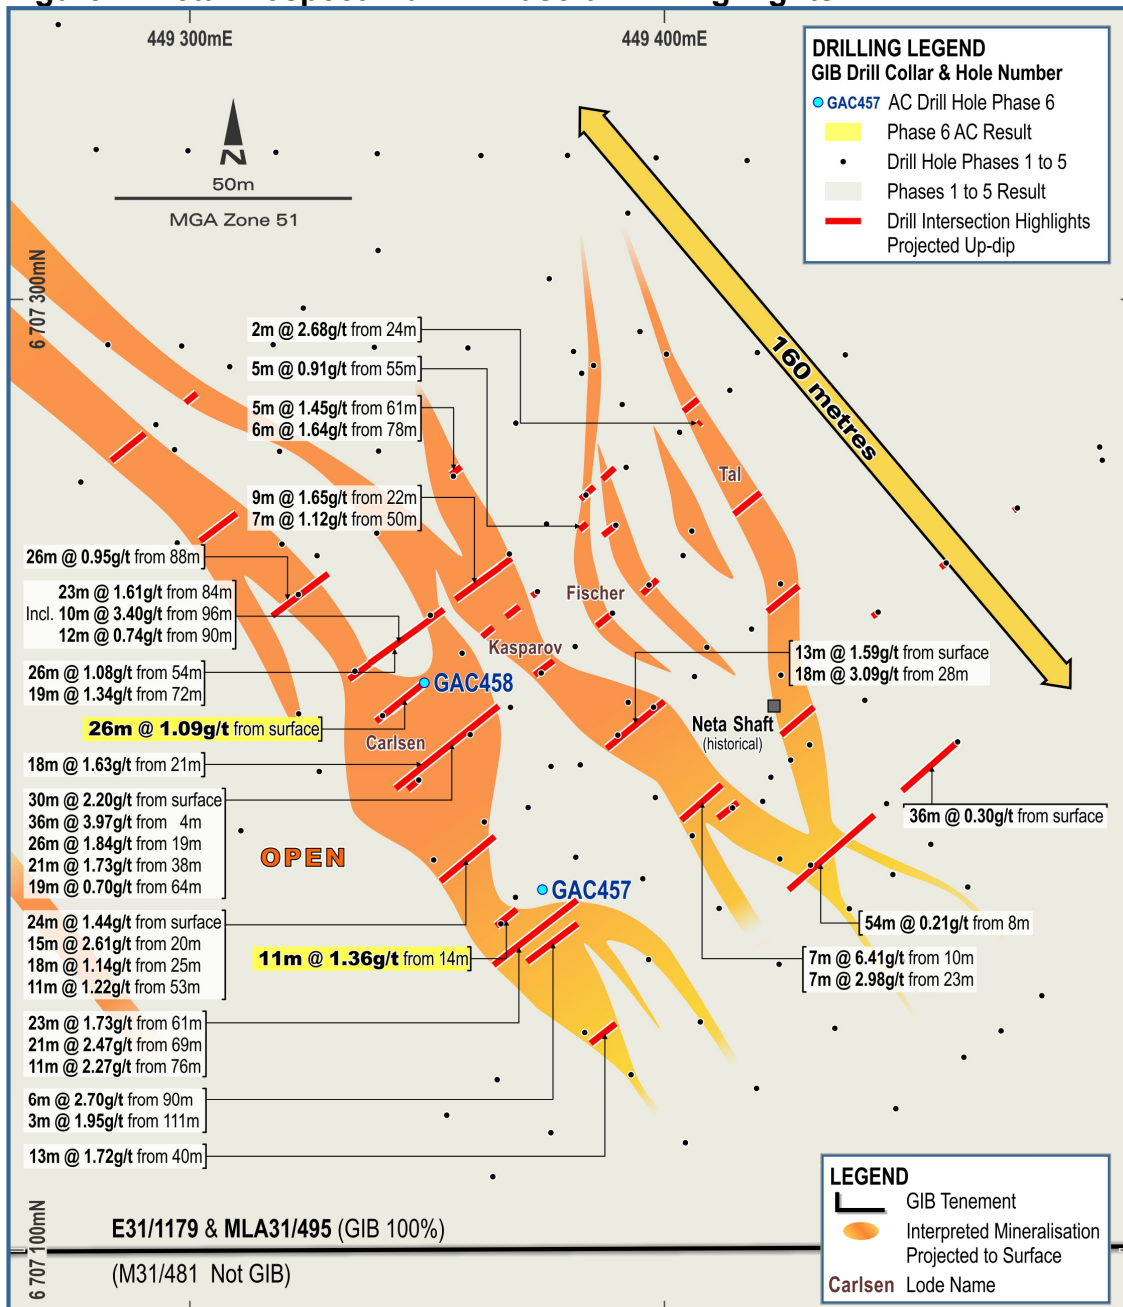 449 300mE
449 400mE
DRILLING LEGEND
GIB Drill Collar & Hole Number
GAC457 AC Drill Hole Phase 6
Phase 6 AC Result
Drill Hole Phases 1 to 5
Phases 1 to 5 Result
Drill Intersection Highlights
Projected Up-dip
N
50m
MGA Zone 51
6 707 300mN
160 metres
2m @ 2.68g/t from 24m
5m @ 0.91g/t from 55m
5m @ 1.45g/t from 61m
6m @ 1.64g/t from 78m
Tal
9m @ 1.65g/t from 22m
7m @ 1.12g/t from 50m
26m @ 0.95g/t from 88m
23m @ 1.61g/t from 84m
Incl. 10m @ 3.40g/t from 96m
12m @ 0.74g/t from 90m
Fischer
Kasparov
13m @ 1.59g/t from surface
18m @ 3.09g/t from 28m
26m @ 1.08g/t from 54m
19m @ 1.34g/t from 72m
GAC458
26m @ 1.09g/t from surface
Carlsen
Neta Shaft
(historical)
18m @ 1.63g/t from 21m
30m @ 2.20g/t from surface
36m @ 3.97g/t from 4m
26m @ 1.84g/t from 19m
21m @ 1.73g/t from 38m
19m @ 0.70g/t from 64m
36m @ 0.30g/t from surface
OPEN
GAC457
24m @ 1.44g/t from surface
15m @ 2.61g/t from 20m
18m @ 1.14g/t from 25m
11m @ 1.22g/t from 53m
11m @ 1.36g/t from 14m
54m @ 0.21g/t from 8m
7m @ 6.41g/t from 10m
7m @ 2.98g/t from 23m
23m @ 1.73g/t from 61m
21m @ 2.47g/t from 69m
11m @ 2.27g/t from 76m
6m @ 2.70g/t from 90m
3m @ 1.95g/t from 111m
13m @ 1.72g/t from 40m
6 707 100mN
E31/1179 & MLA31/495 (GIB 100%)
(M31/481 Not GIB)
LEGEND
GIB Tenement
Interpreted Mineralisation
Projected to Surface
Carlsen Lode Name